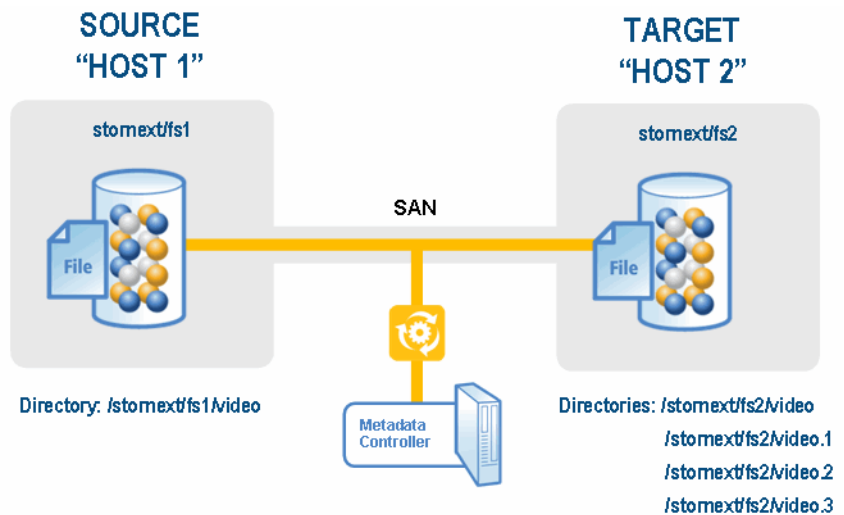 SOURCE
“HOST 1”
TARGET
“HOST 2”
stornext/fs1
stornext/fs2
SAN
File
File
Directory: /stornext/fs1/video
Metadata
Controller
Directories: /stornext/fs2/video
/stornext/fs2/video.1
/stornext/fs2/video.2
/stornext/fs2/video.3